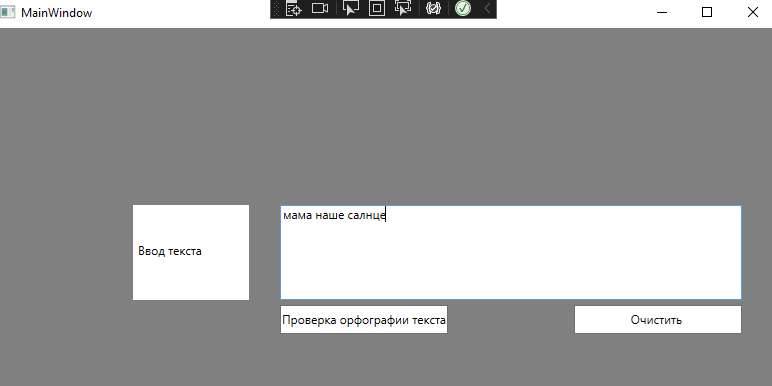 MainWindow
мама наше салнце
Ввод текста
Проверка орфографии текста
Очистить